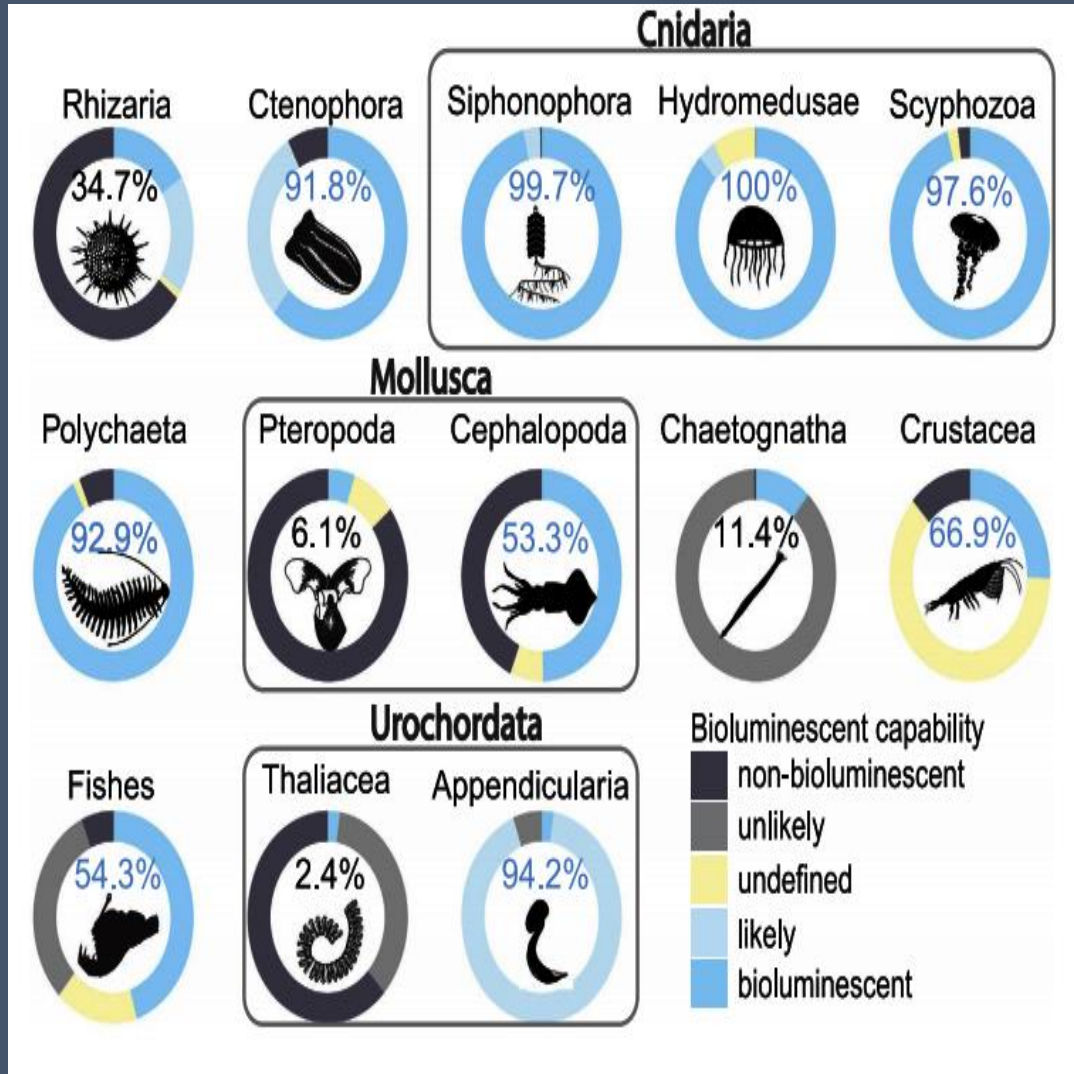 Cnidaria
Rhizaria
Ctenophora
Siphonophora
Hydromedusae
Scyphozoa
34.7%
91.8%
99.7%
100%
97.6%
Mollusca
Polychaeta
Pteropoda
Cephalopoda
Chaetognatha
Crustacea
92.9%
6.1%
53.3%
11.4%
66.9%
Urochordata
Fishes
Thaliacea
Appendicularia
54.3%
2.4%
94.2%
Bioluminescent capability
non-bioluminescent
unlikely
undefined
likely
bioluminescent